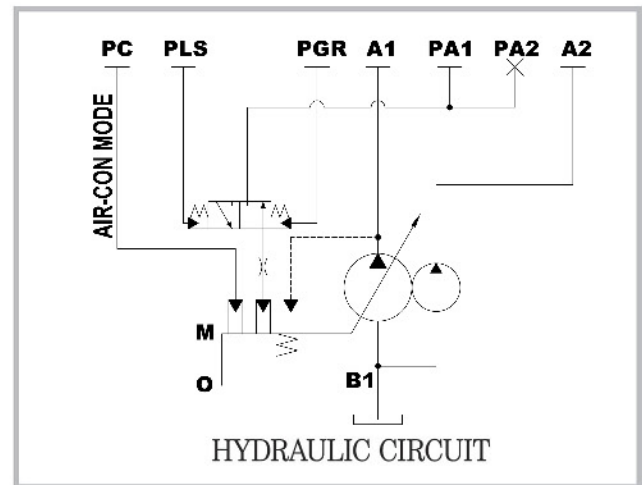 PC PLS PGR A1 PA1 PA2 A2
AIR-CON MODE
M
O
B1
HYDRAULIC CIRCUIT